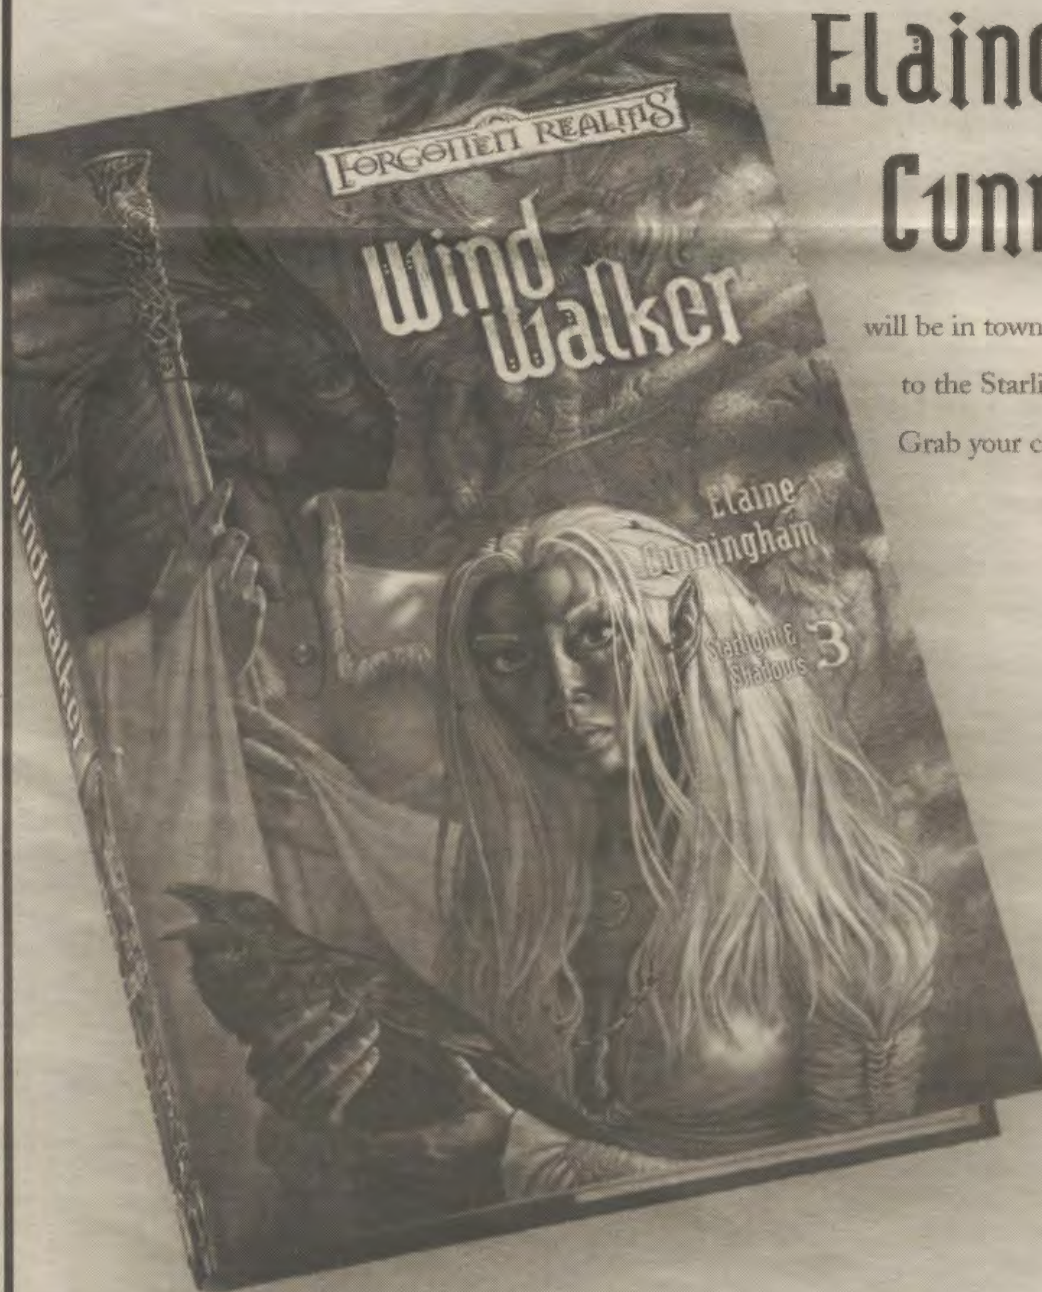 Elaine
Cunn
will be in town
to the Starli
Grab your c
FORGOTTEN REALMS
Wind
Walker
Elaine
Cunningham
Starlight &
Shadows 3
Windwalker